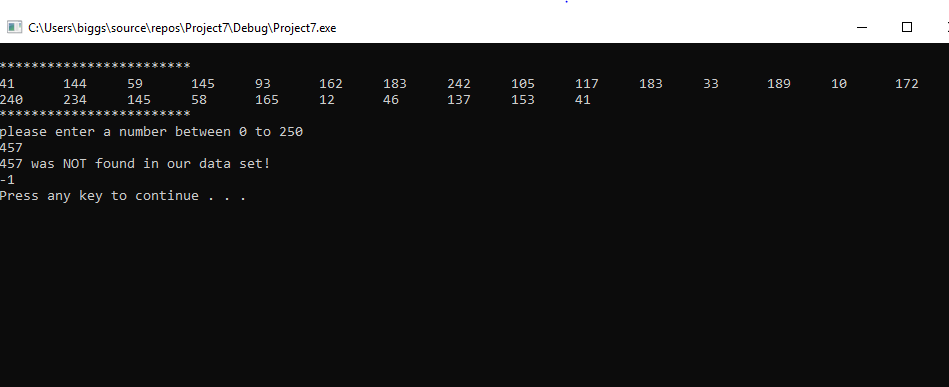 C:\Users\biggs\source\repos\Project7\Debug\Project7.exe
************************
41 144 59 145 93 162 183 242 105 117 183 33 189 10 172
240 234 145 58 165 12 46 137 153 41
************************
please enter a number between 0 to 250
457
457 was NOT found in our data set!
-1
Press any key to continue . . .